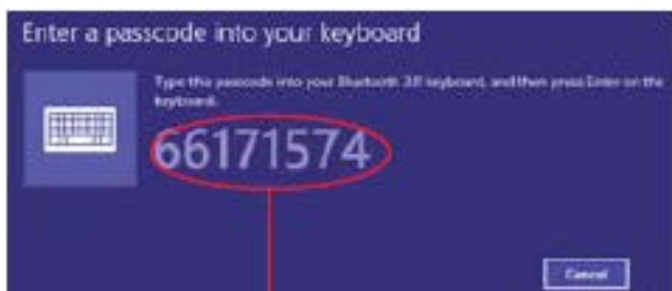 Enter a passcode into your keyboard
Type this passcode into your Bluetooth 3.0 keyboard, and then press Enter on the
keyboard.
66171574
Cancel